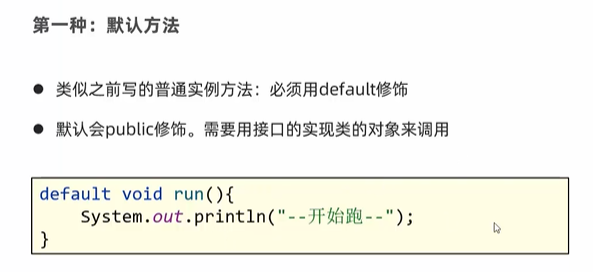 第一种：默认方法
● 类似之前写的普通实例方法：必须用default修饰
● 默认会public修饰。需要用接口的实现类的对象来调用
default void run(){
    System.out.println("--开始跑--");
}